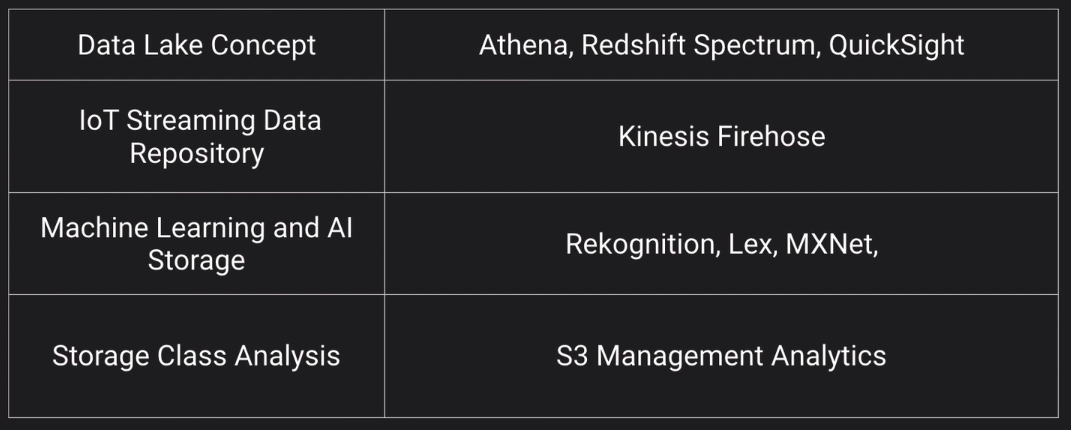 Data Lake Concept
Athena, Redshift Spectrum, QuickSight
IoT Streaming Data
Repository
Kinesis Firehose
Machine Learning and AI
Storage
Rekognition, Lex, MXNet,
Storage Class Analysis
S3 Management Analytics